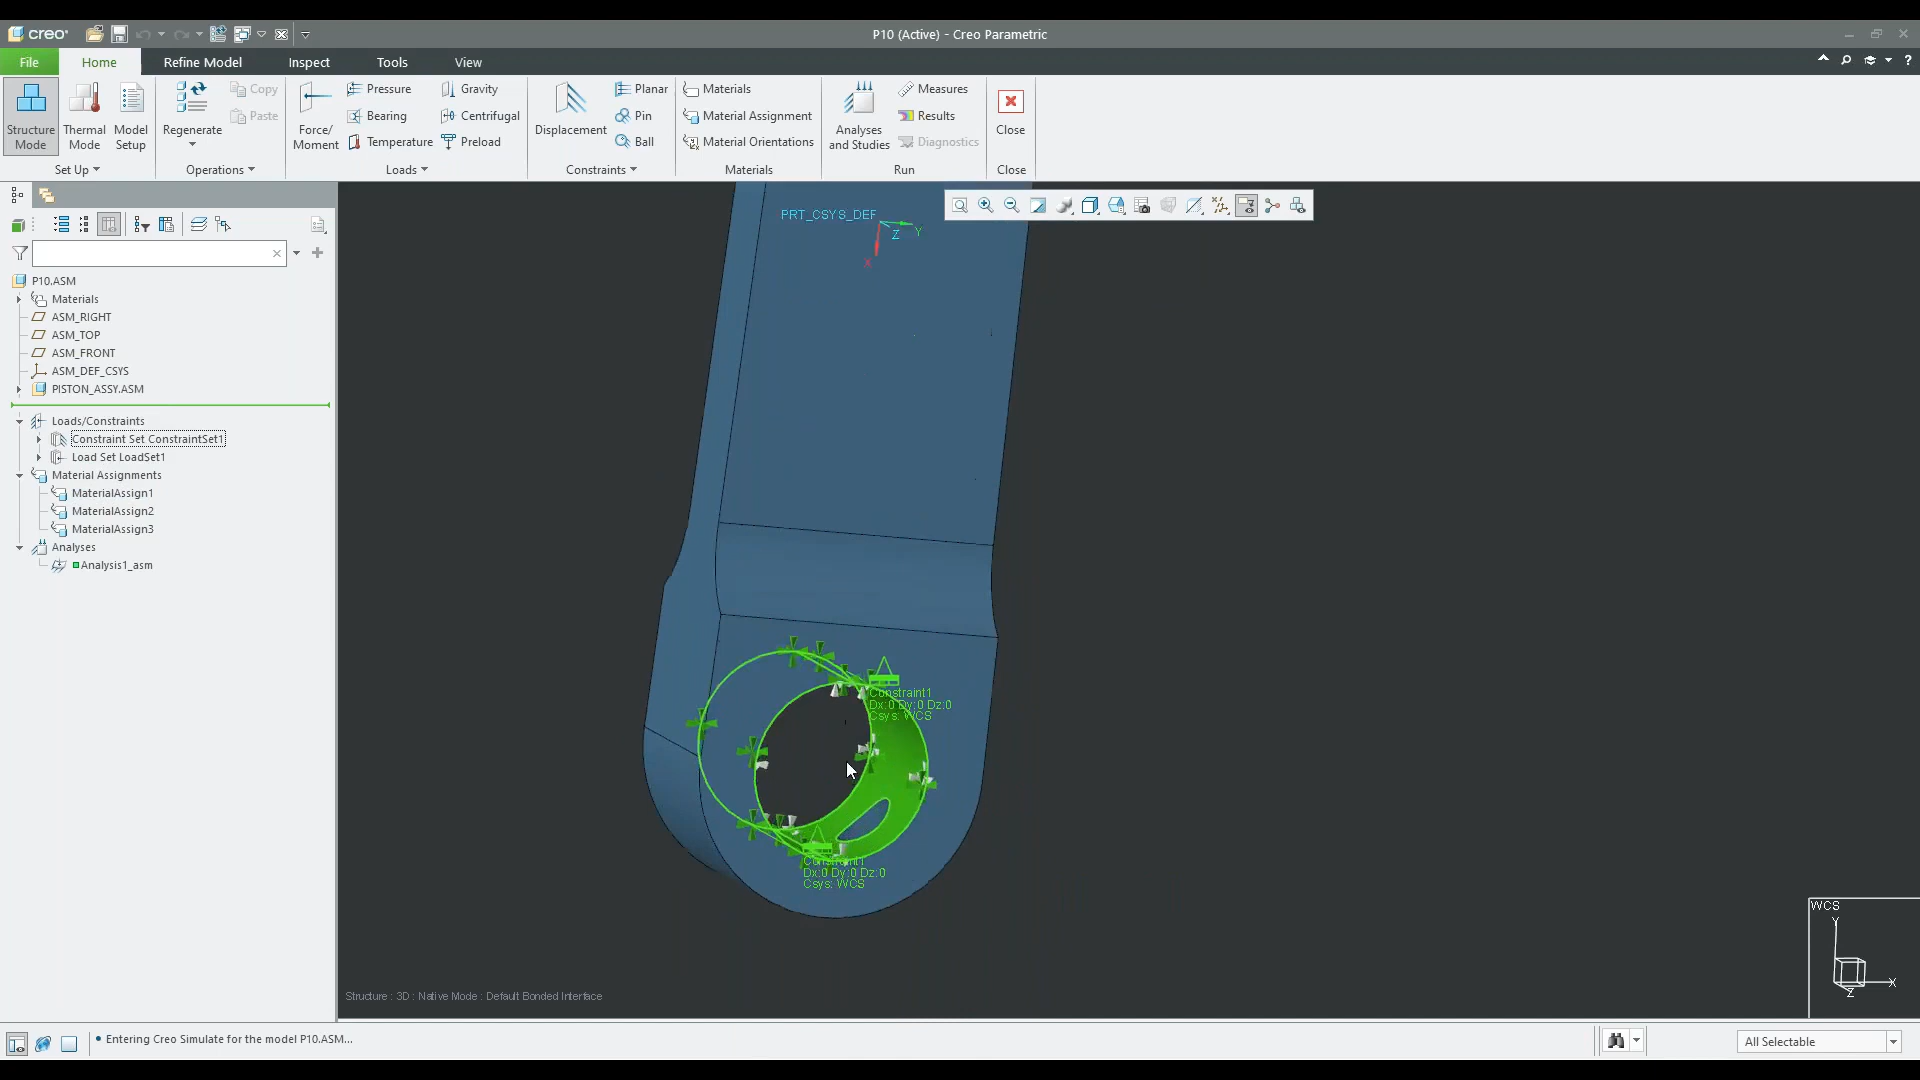 creo®
P10 (Active) - Creo Parametric
File
Home
Refine Model
Inspect
Tools
View
Structure Mode
Thermal Mode
Model Setup
Set Up
Regenerate
Copy
Paste
Operations
Force/ Moment
Pressure
Bearing
Temperature
Gravity
Centrifugal
Preload
Loads
Displacement
Planar
Pin
Ball
Constraints
Materials
Material Assignment
Material Orientations
Materials
Analyses and Studies
Measures
Results
Diagnostics
Run
Close
Close
P10.ASM
Materials
ASM_RIGHT
ASM_TOP
ASM_FRONT
ASM_DEF_CSYS
PISTON_ASSY.ASM
Loads/Constraints
Constraint Set ConstraintSet1
Load Set LoadSet1
Material Assignments
MaterialAssign1
MaterialAssign2
MaterialAssign3
Analyses
Analysis1_asm
PRT_CSYS_DEF
Y
Z
X
Constraint1
Dx:0 Dy:0 Dz:0
Csys: WCS
Constraint1
Dx:0 Dy:0 Dz:0
Csys: WCS
WCS
Y
X
Z
Structure : 3D : Native Mode : Default Bonded Interface
Entering Creo Simulate for the model P10.ASM...
All Selectable